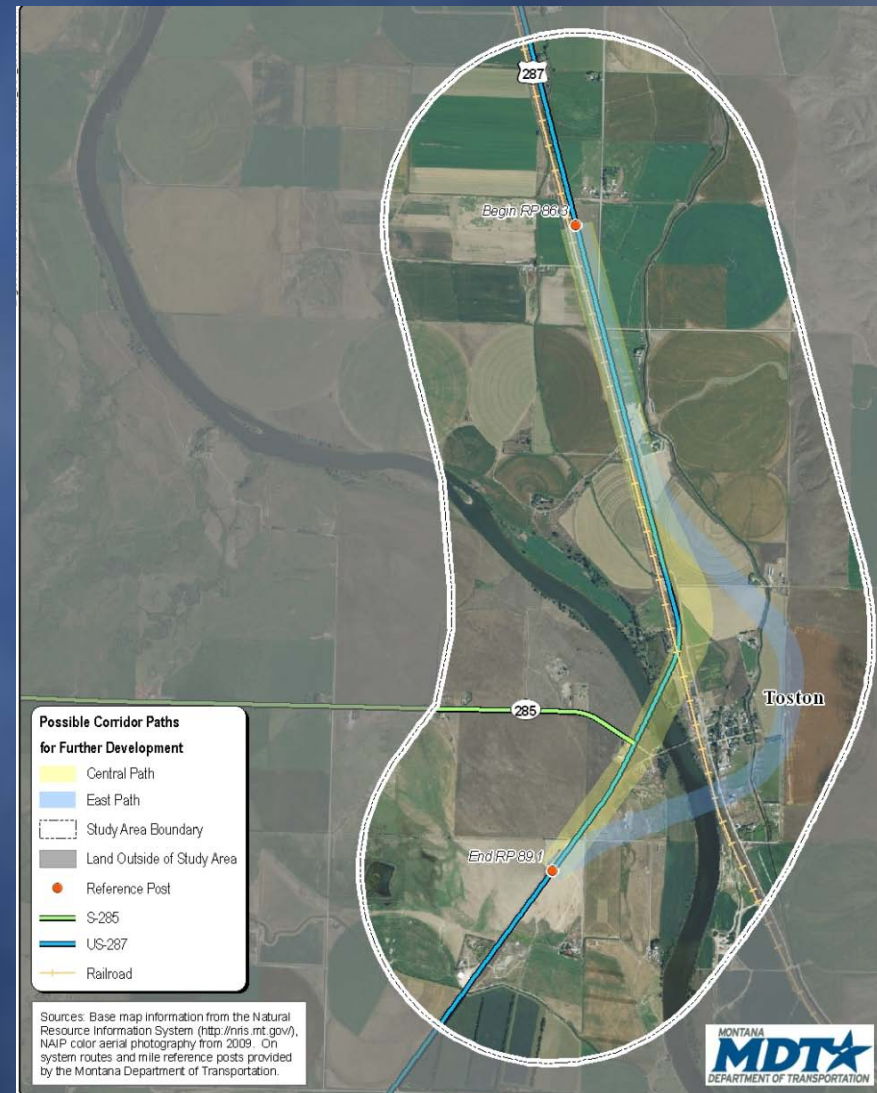 287
Begin RP 86.3
Toston
285
End RP 89.1
Possible Corridor Paths
for Further Development
Central Path
East Path
Study Area Boundary
Land Outside of Study Area
Reference Post
S-285
US-287
Railroad
Sources: Base map information from the Natural
Resource Information System (http://nris.mt.gov/),
NAIP color aerial photography from 2009. On
system routes and mile reference posts provided
by the Montana Department of Transportation.
MONTANA
MDT
DEPARTMENT OF TRANSPORTATION